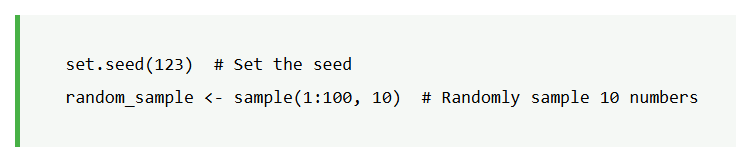 set.seed(123)  # Set the seed
random_sample <- sample(1:100, 10)  # Randomly sample 10 numbers